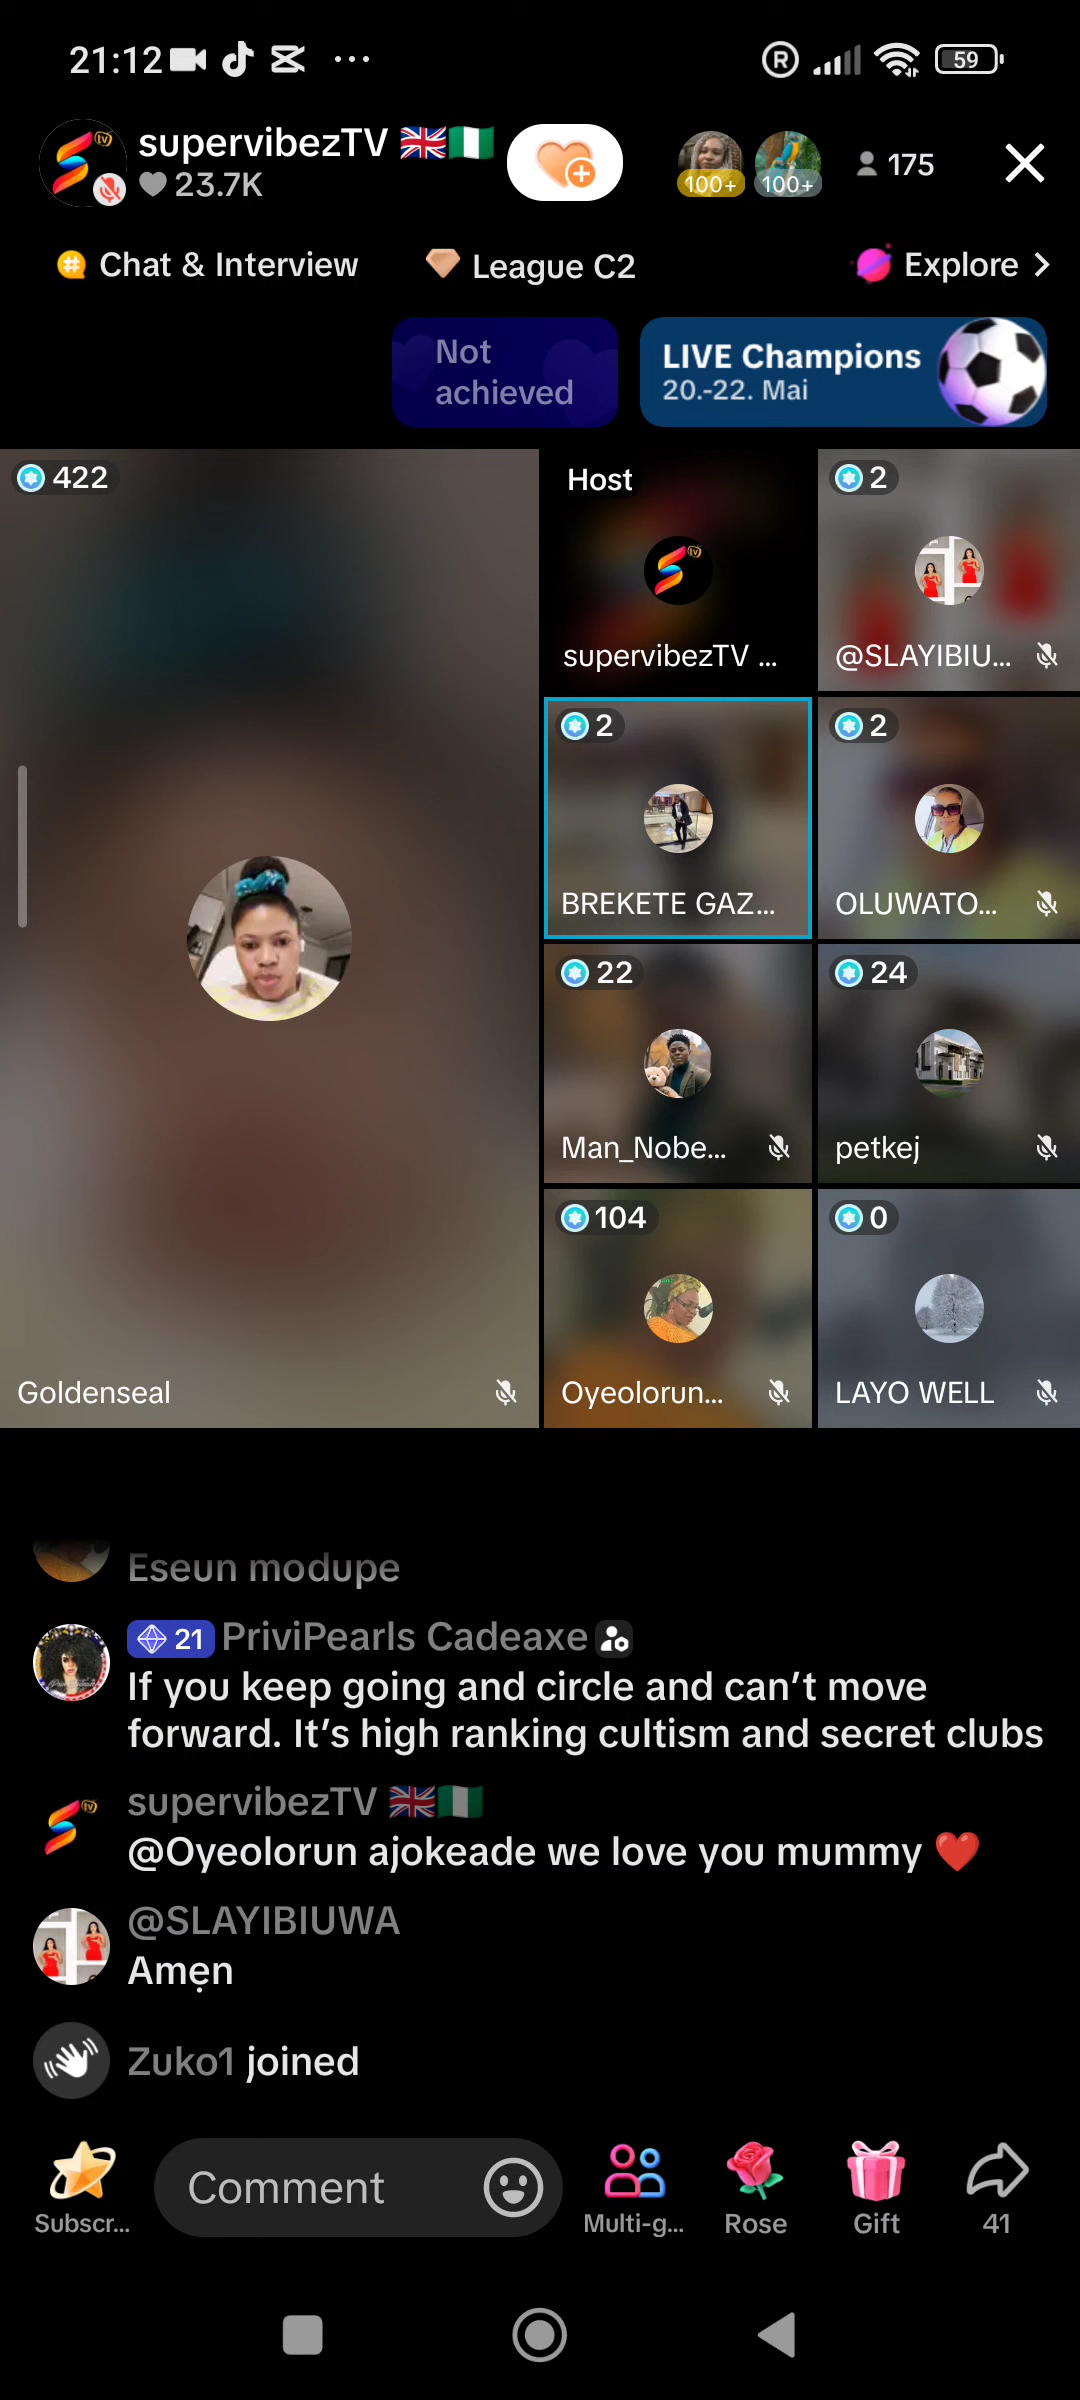 21:12
59
supervibezTV 🇬🇧🇳🇬
23.7K
100+
100+
175
Chat & Interview
League C2
Explore
Not
achieved
LIVE Champions
20.-22. Mai
422
Host
2
supervibezTV ...
@SLAYIBIU...
2
2
BREKETE GAZ...
OLUWATO...
22
24
Man_Nobe...
petkej
104
0
Goldenseal
Oyeolorun...
LAYO WELL
Eseun modupe
21 PriviPearls Cadeaxe
If you keep going and circle and can’t move
forward. It’s high ranking cultism and secret clubs
supervibezTV 🇬🇧🇳🇬
@Oyeolorun ajokeade we love you mummy ❤️
@SLAYIBIUWA
Amẹn
Zuko1 joined
Comment
Subscr...
Multi-g...
Rose
Gift
41